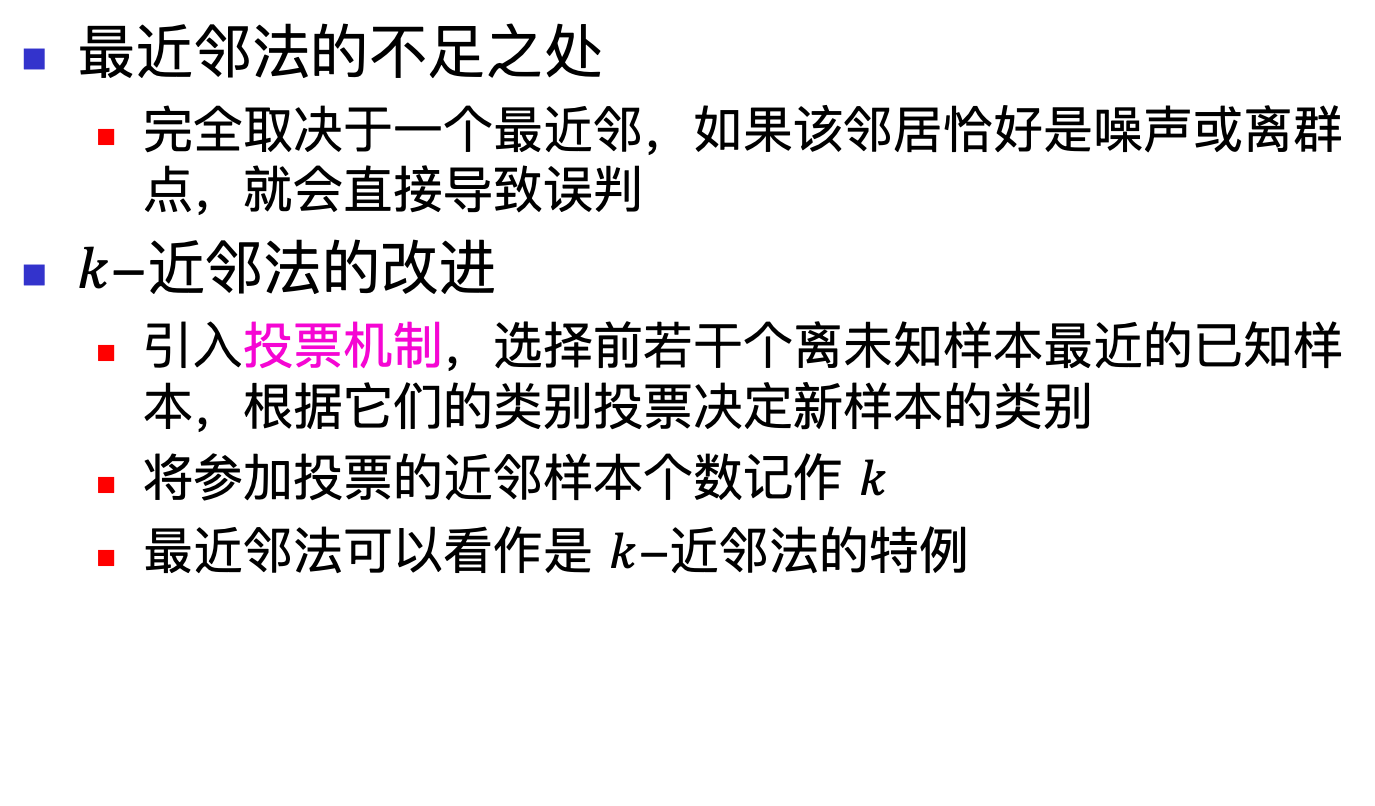 最近邻法的不足之处
完全取决于一个最近邻，如果该邻居恰好是噪声或离群
点，就会直接导致误判
k–近邻法的改进
引入投票机制，选择前若干个离未知样本最近的已知样
本，根据它们的类别投票决定新样本的类别
将参加投票的近邻样本个数记作 k
最近邻法可以看作是 k–近邻法的特例